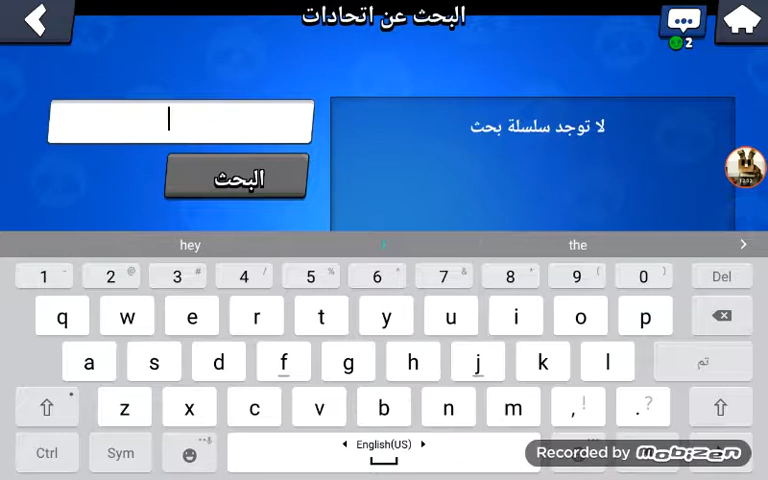 البحث عن اتحادات
2
لا توجد سلسلة بحث
البحث
hey
the
1 - 2 @ 3 # 4 / 5 % 6 ^ 7 & 8 * 9 ( 0 ) Del
q w e r t y u i o p
a s d f g h j k l تم
z x c v b n m , ! . ?
Ctrl Sym English(US)
Recorded by mobizen